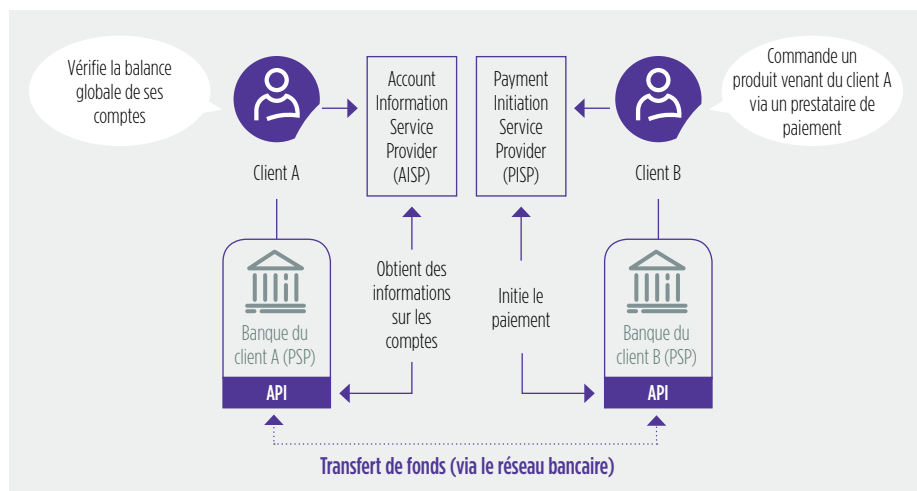 Vérifie la balance
globale de ses
comptes
Client A
Account
Information
Service
Provider
(AISP)
Payment
Initiation
Service
Provider
(PISP)
Client B
Commande un
produit venant du client A
via un prestataire de
paiement
Banque du
client A (PSP)
API
Obtient des
informations
sur les
comptes
Initie le
paiement
Banque du
client B (PSP)
API
Transfert de fonds (via le réseau bancaire)